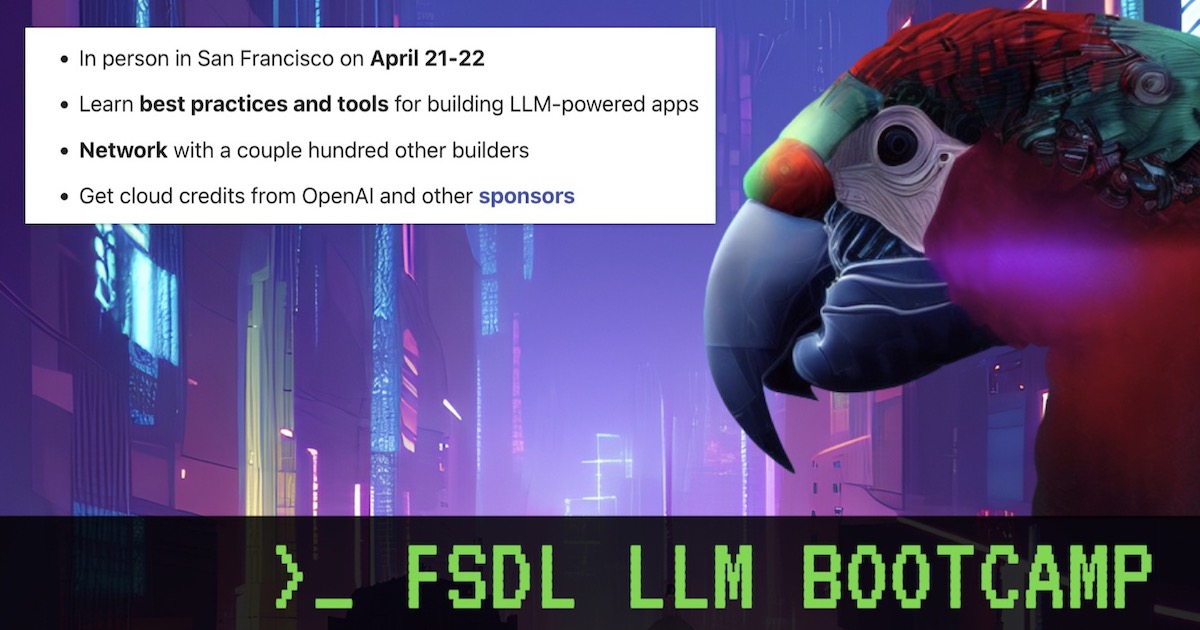 • In person in San Francisco on April 21-22
• Learn best practices and tools for building LLM-powered apps
• Network with a couple hundred other builders
• Get cloud credits from OpenAI and other sponsors
>_ FSDL LLM BOOTCAMP